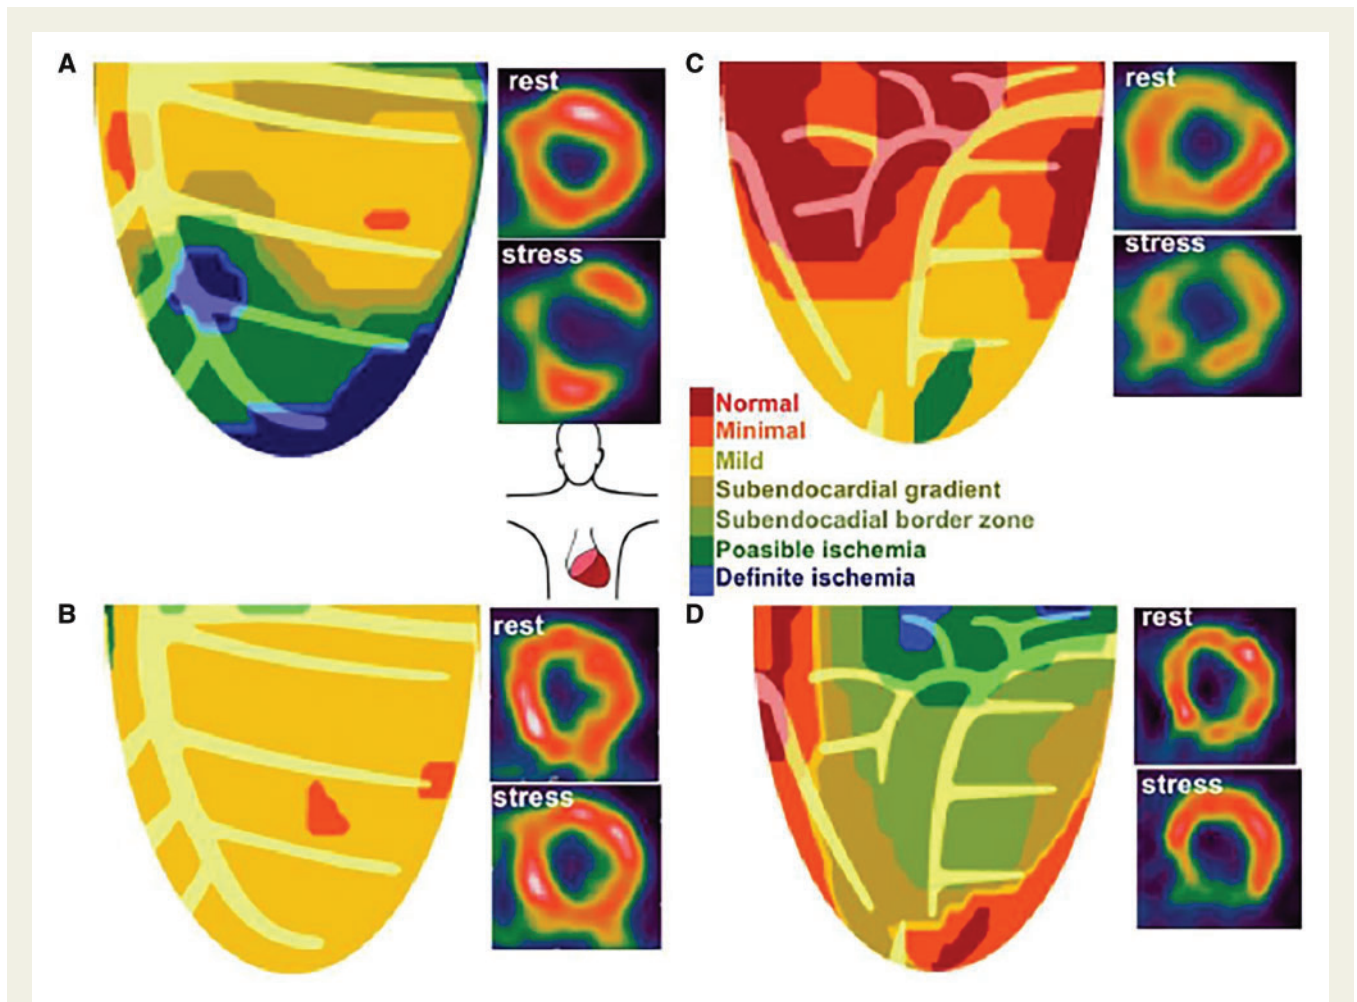 A
rest
stress
C
rest
stress
Normal
Minimal
Mild
Subendocardial gradient
Subendocadial border zone
Poasible ischemia
Definite ischemia
B
rest
stress
D
rest
stress